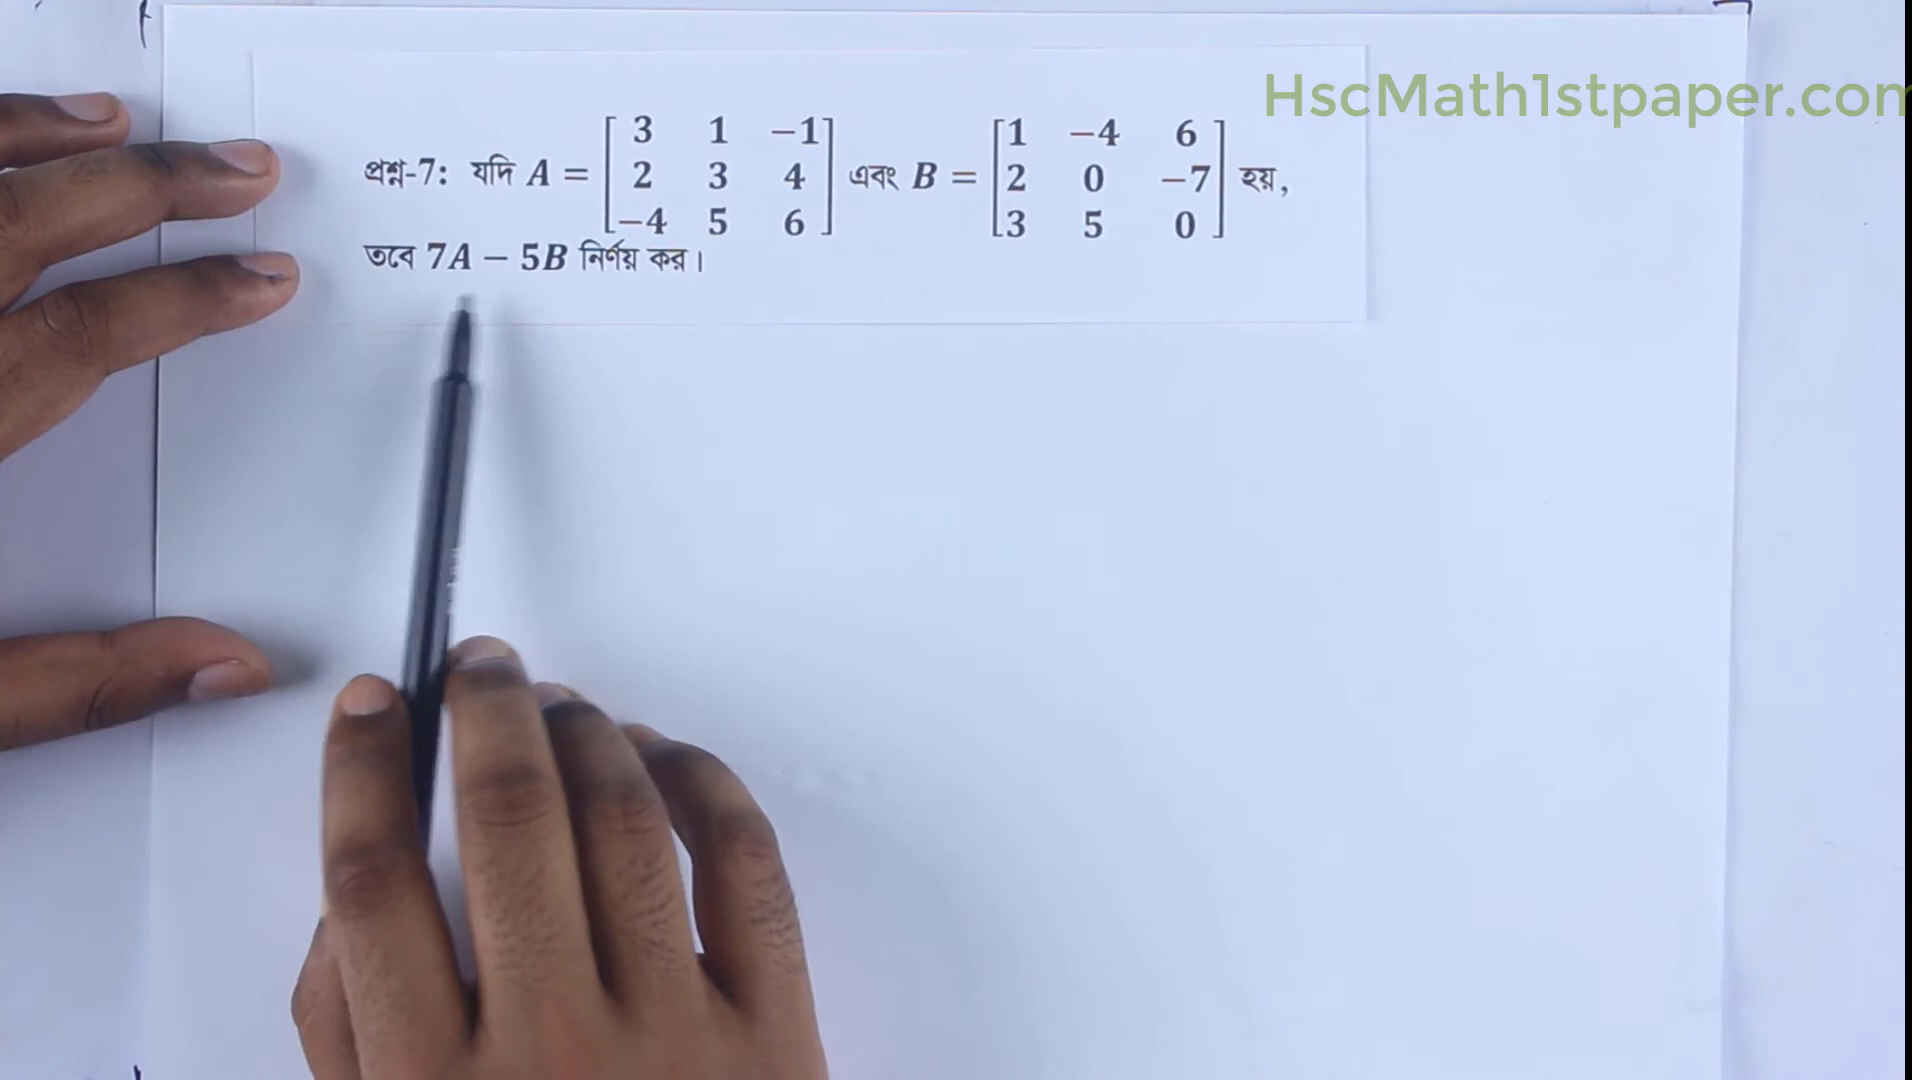 HscMath1stpaper.com
প্রশ্ন-7: যদি A = [3 1 −1; 2 3 4; −4 5 6] এবং B = [1 −4 6; 2 0 −7; 3 5 0] হয়,
তবে 7A − 5B নির্ণয় কর।